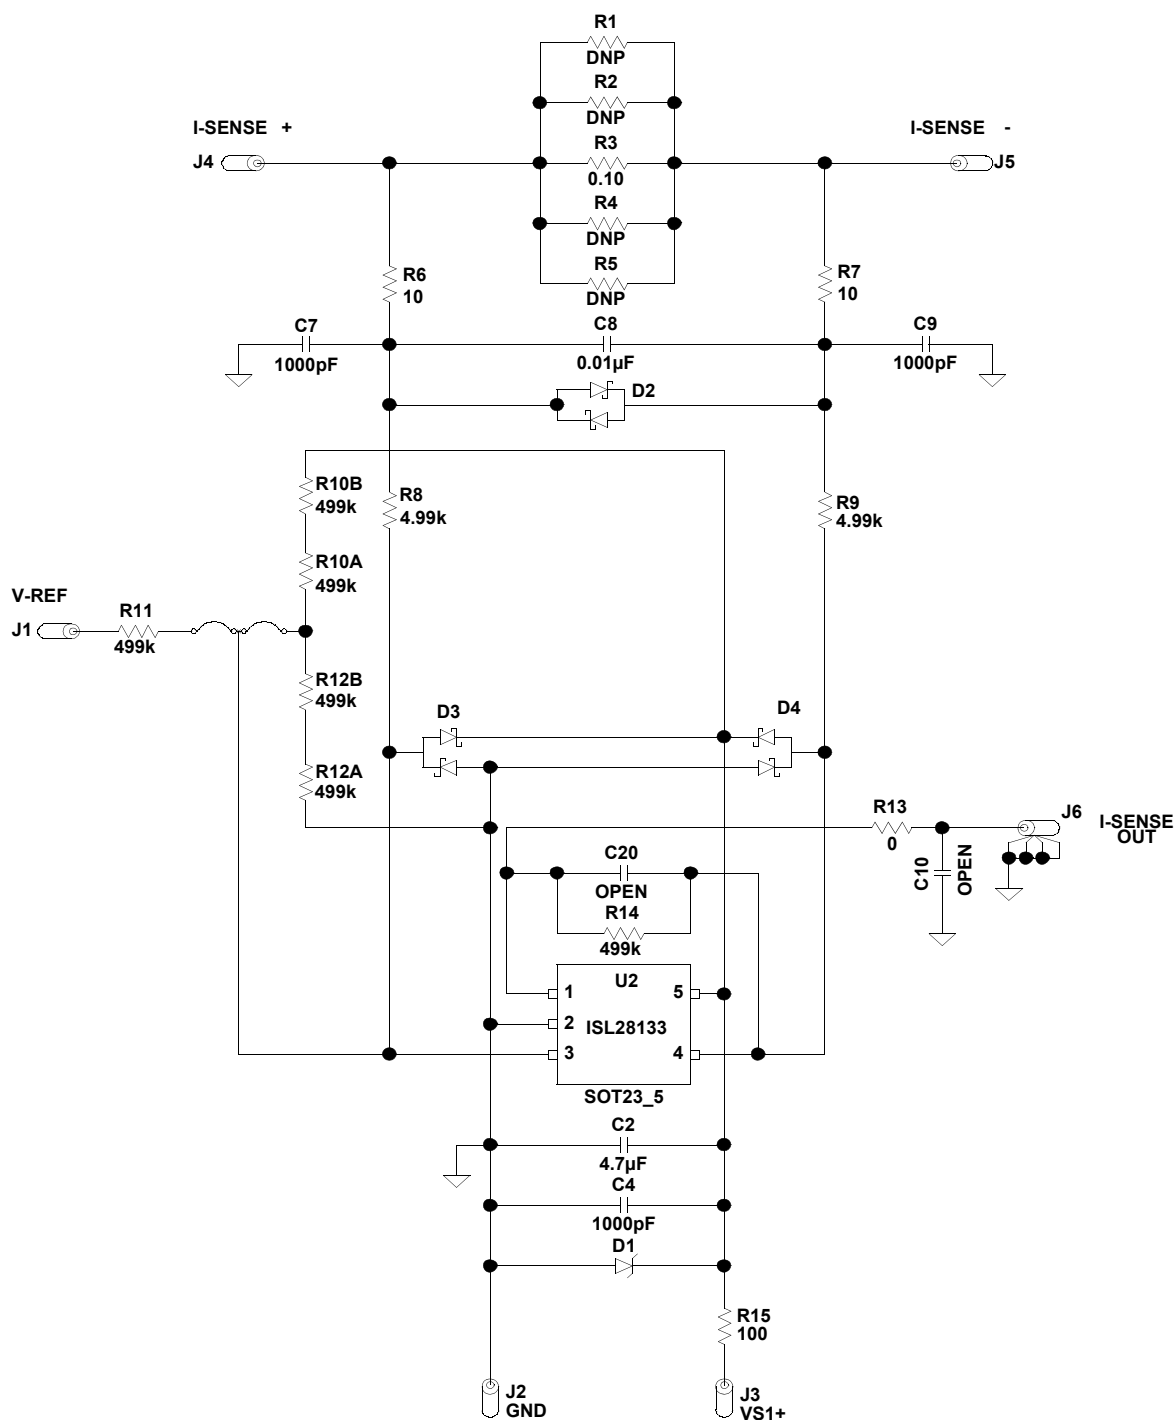 R1
DNP
R2
DNP
I-SENSE +
I-SENSE -
R3
J4
J5
0.10
R4
DNP
R5
DNP
R6
10
R7
10
C7
1000pF
C8
0.01µF
C9
1000pF
D2
R10B
499k
R8
4.99k
R9
4.99k
R10A
499k
V-REF
J1
R11
499k
R12B
499k
D3
D4
R12A
499k
R13
0
J6
I-SENSE
OUT
C10
OPEN
C20
OPEN
R14
499k
U2
1
5
2
ISL28133
3
4
SOT23_5
C2
4.7µF
C4
1000pF
D1
R15
100
J2
GND
J3
VS1+